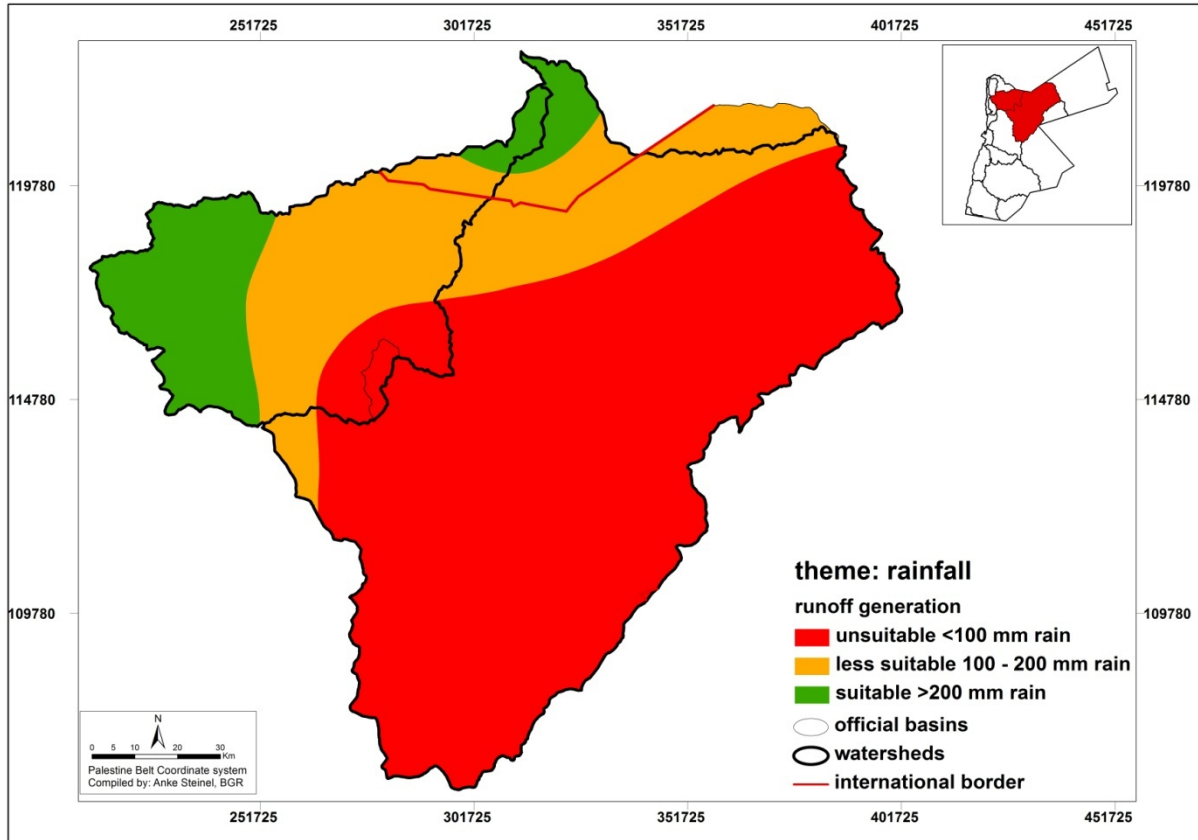 251725 301725 351725 401725 451725
119780 119780
114780 114780
theme: rainfall
runoff generation
109780 109780
unsuitable <100 mm rain
less suitable 100 - 200 mm rain
suitable >200 mm rain
official basins
watersheds
international border
N
0 5 10 20 30
Km
Palestine Belt Coordinate system
Compiled by: Anke Steinel, BGR
251725 301725 351725 401725 451725